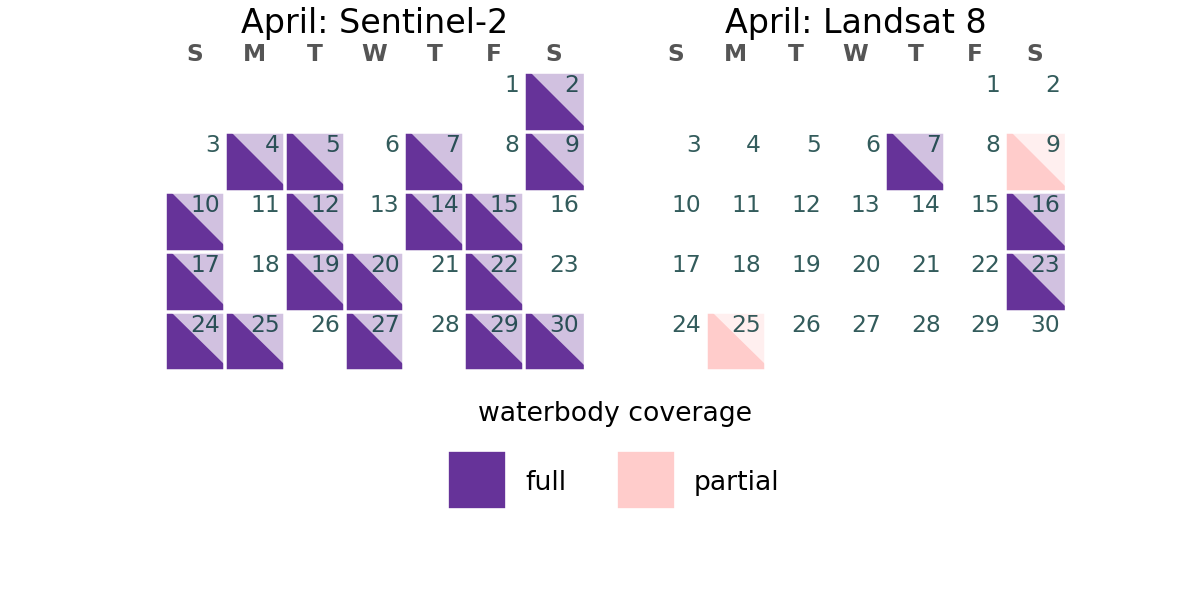 April: Sentinel-2
S M T W T F S
1 2
3 4 5 6 7 8 9
10 11 12 13 14 15 16
17 18 19 20 21 22 23
24 25 26 27 28 29 30
April: Landsat 8
S M T W T F S
1 2
3 4 5 6 7 8 9
10 11 12 13 14 15 16
17 18 19 20 21 22 23
24 25 26 27 28 29 30
waterbody coverage
full partial